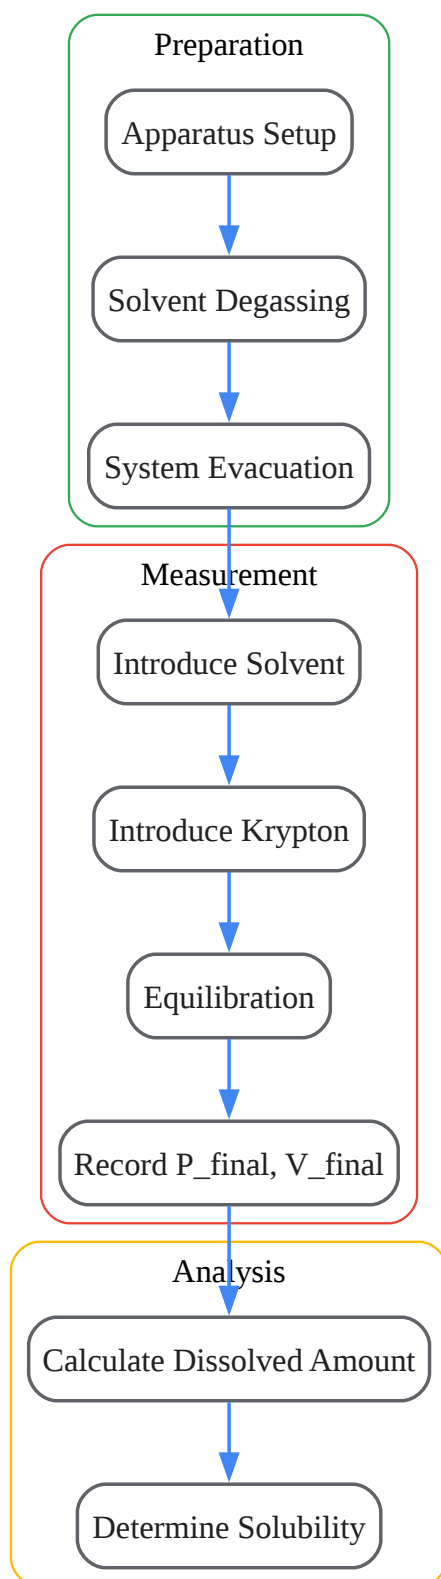 Preparation
Apparatus Setup
Solvent Degassing
System Evacuation
Measurement
Introduce Solvent
Introduce Krypton
Equilibration
Record P_final, V_final
Analysis
Calculate Dissolved Amount
Determine Solubility